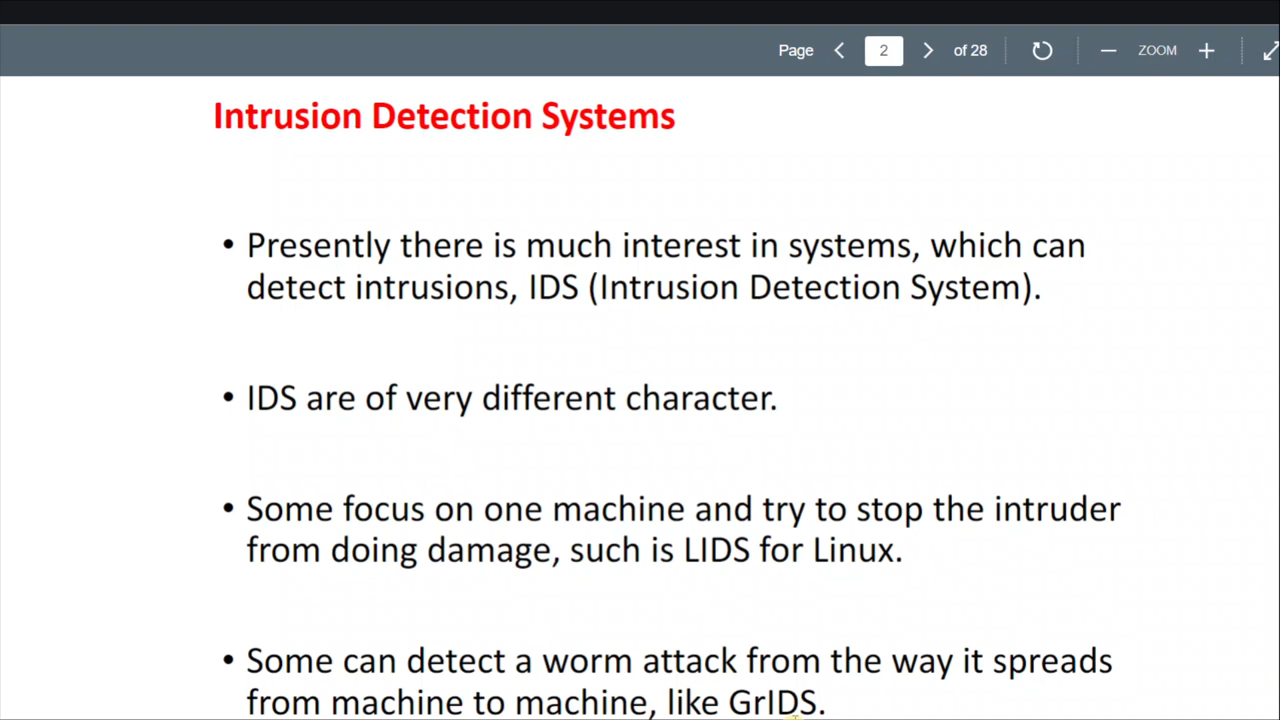 Page 2 of 28 ZOOM
Intrusion Detection Systems
• Presently there is much interest in systems, which can
detect intrusions, IDS (Intrusion Detection System).
• IDS are of very different character.
• Some focus on one machine and try to stop the intruder
from doing damage, such is LIDS for Linux.
• Some can detect a worm attack from the way it spreads
from machine to machine, like GrIDS.